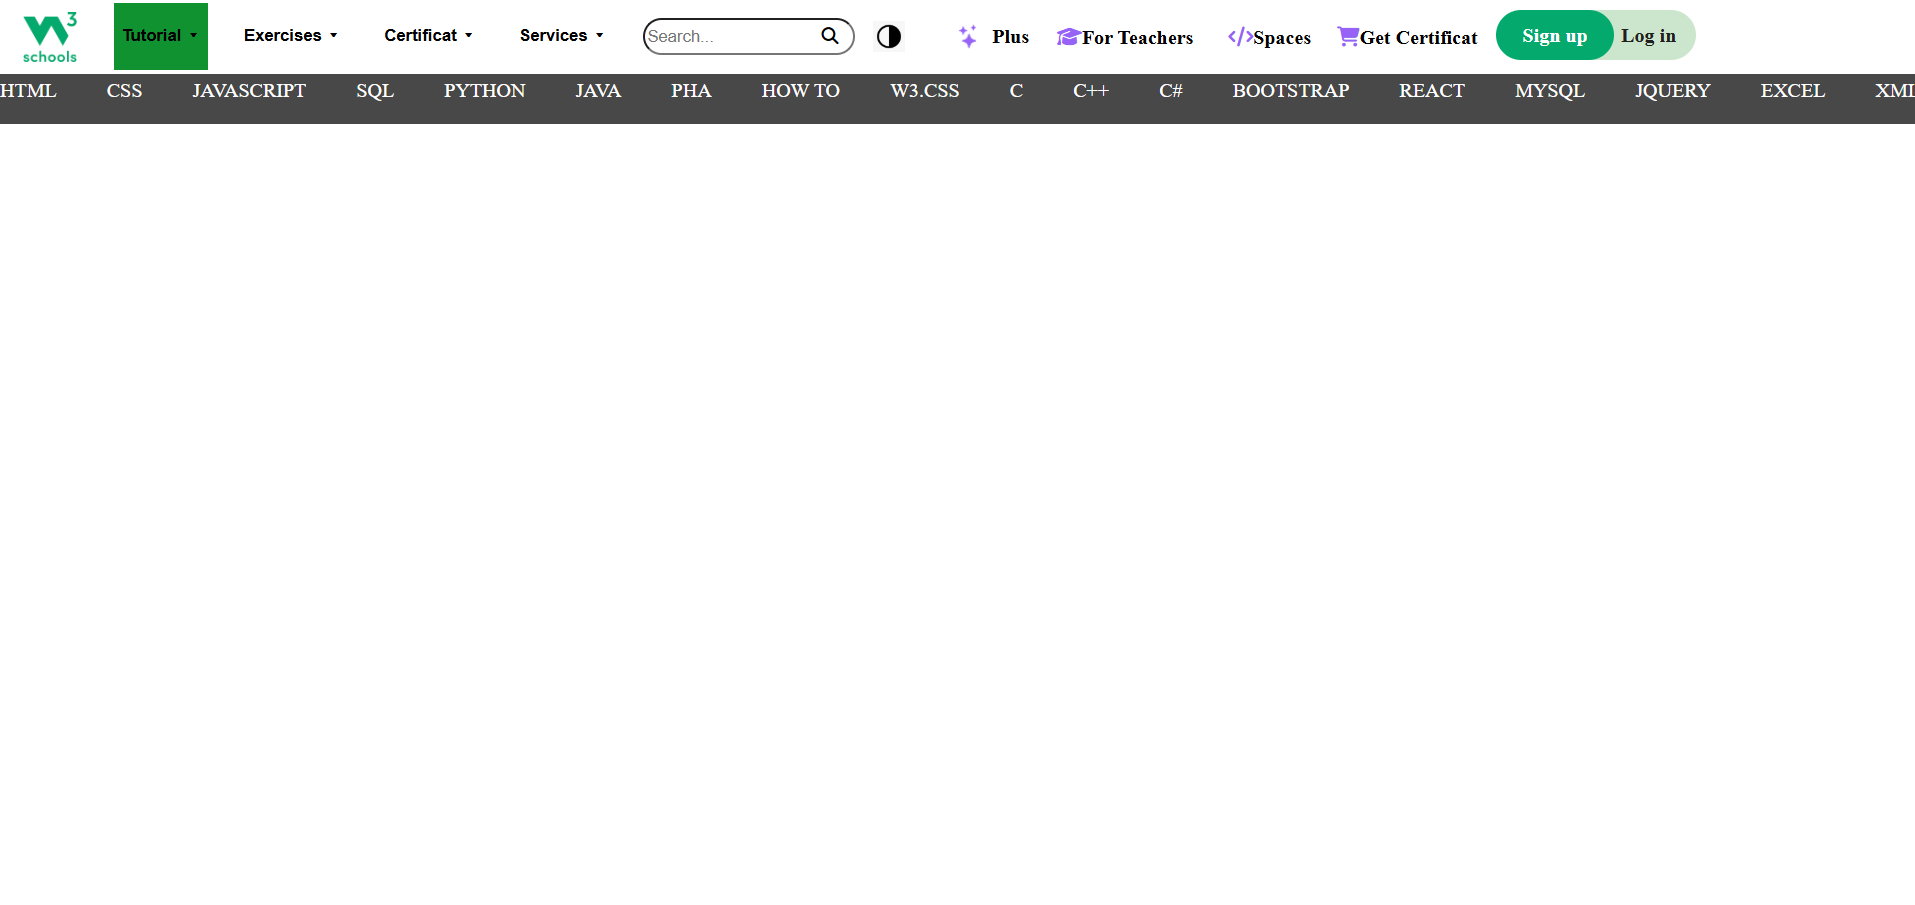 W3 schools Tutorial Exercises Certificat Services Search... Plus For Teachers </>Spaces Get Certificat Sign up Log in
HTML CSS JAVASCRIPT SQL PYTHON JAVA PHA HOW TO W3.CSS C C++ C# BOOTSTRAP REACT MYSQL JQUERY EXCEL XML